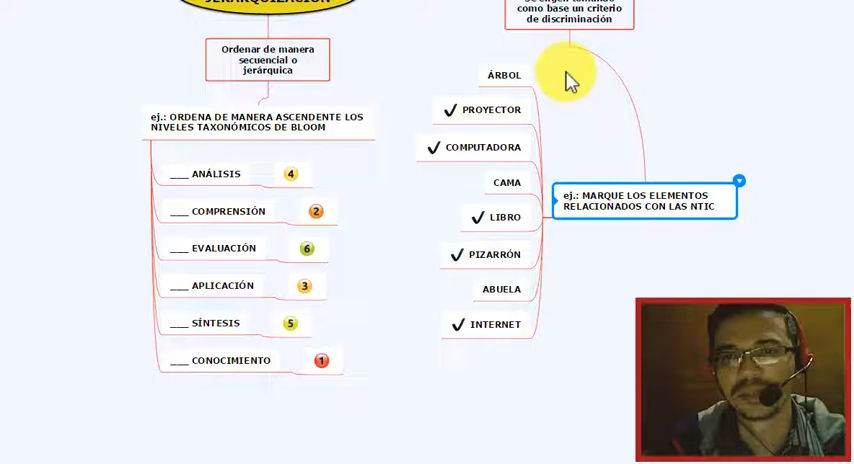 JERARQUIZACIÓN
Ordenar de manera
secuencial o
jerárquica
ej.: ORDENA DE MANERA ASCENDENTE LOS
NIVELES TAXONÓMICOS DE BLOOM
___ ANÁLISIS 4
___ COMPRENSIÓN 2
___ EVALUACIÓN 6
___ APLICACIÓN 3
___ SÍNTESIS 5
___ CONOCIMIENTO 1
Se eligen tomando
como base un criterio
de discriminación
ÁRBOL
✓ PROYECTOR
✓ COMPUTADORA
CAMA
✓ LIBRO
✓ PIZARRÓN
ABUELA
✓ INTERNET
ej.: MARQUE LOS ELEMENTOS
RELACIONADOS CON LAS NTIC